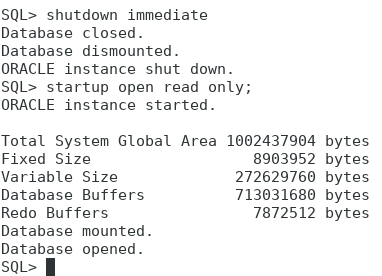 SQL> shutdown immediate
Database closed.
Database dismounted.
ORACLE instance shut down.
SQL> startup open read only;
ORACLE instance started.

Total System Global Area 1002437904 bytes
Fixed Size                  8903952 bytes
Variable Size             272629760 bytes
Database Buffers          713031680 bytes
Redo Buffers                7872512 bytes
Database mounted.
Database opened.
SQL>